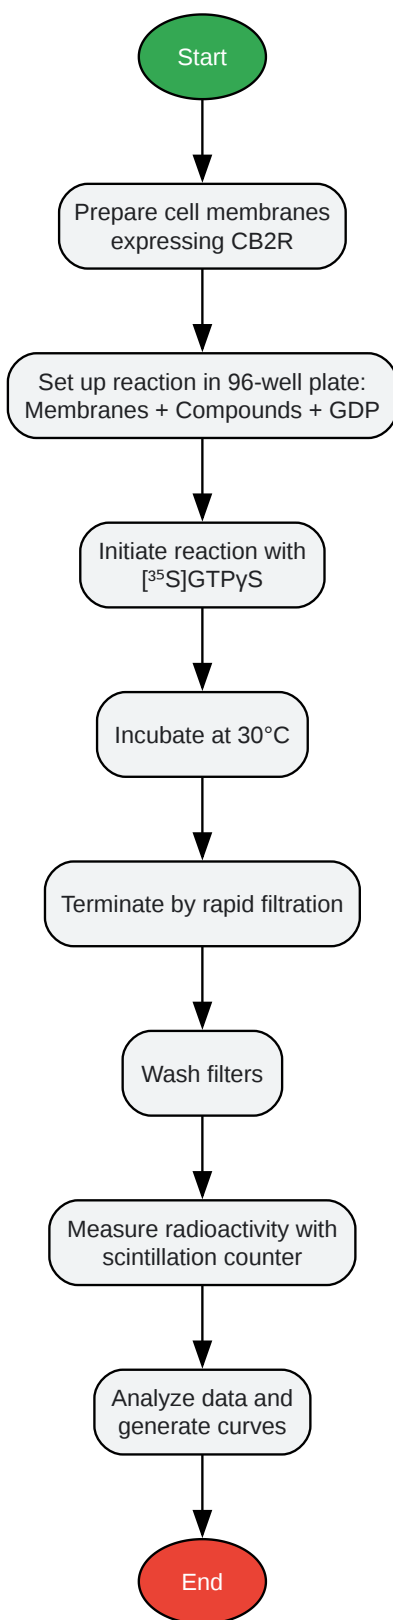 Start
Prepare cell membranes
expressing CB2R
Set up reaction in 96-well plate:
Membranes + Compounds + GDP
Initiate reaction with
[³⁵S]GTPγS
Incubate at 30°C
Terminate by rapid filtration
Wash filters
Measure radioactivity with
scintillation counter
Analyze data and
generate curves
End